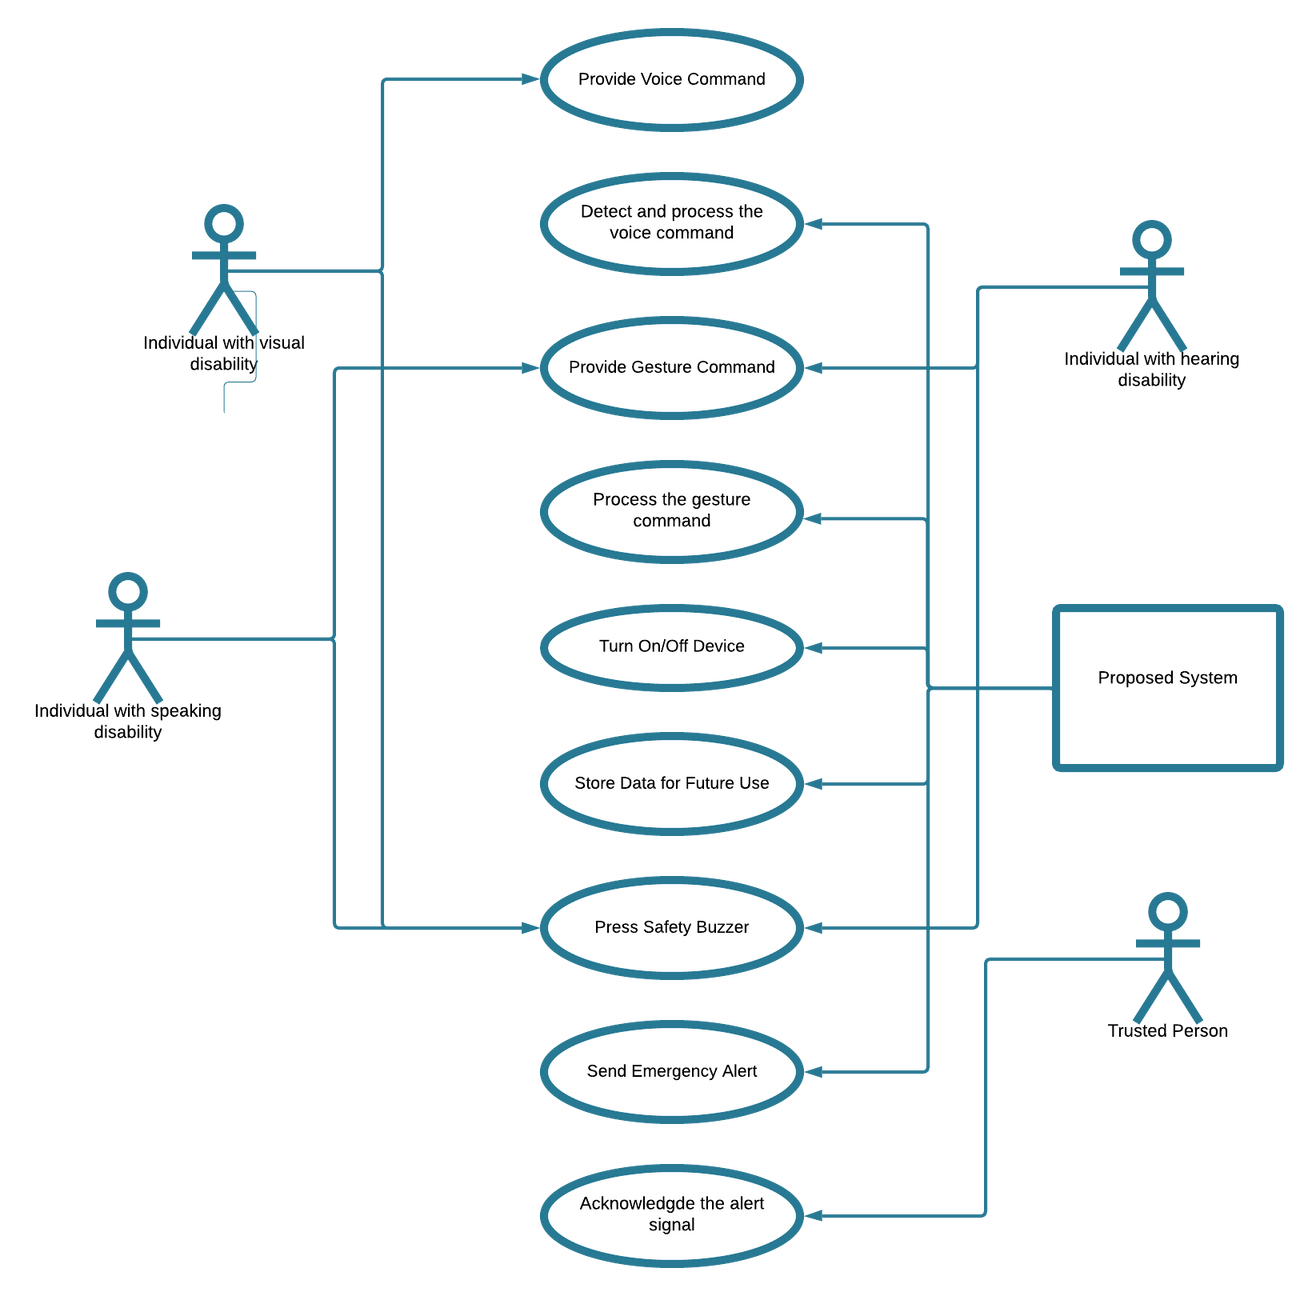 Provide Voice Command
Detect and process the
voice command
Individual with visual
disability
Provide Gesture Command
Individual with hearing
disability
Process the gesture
command
Turn On/Off Device
Proposed System
Individual with speaking
disability
Store Data for Future Use
Press Safety Buzzer
Trusted Person
Send Emergency Alert
Acknowledgde the alert
signal